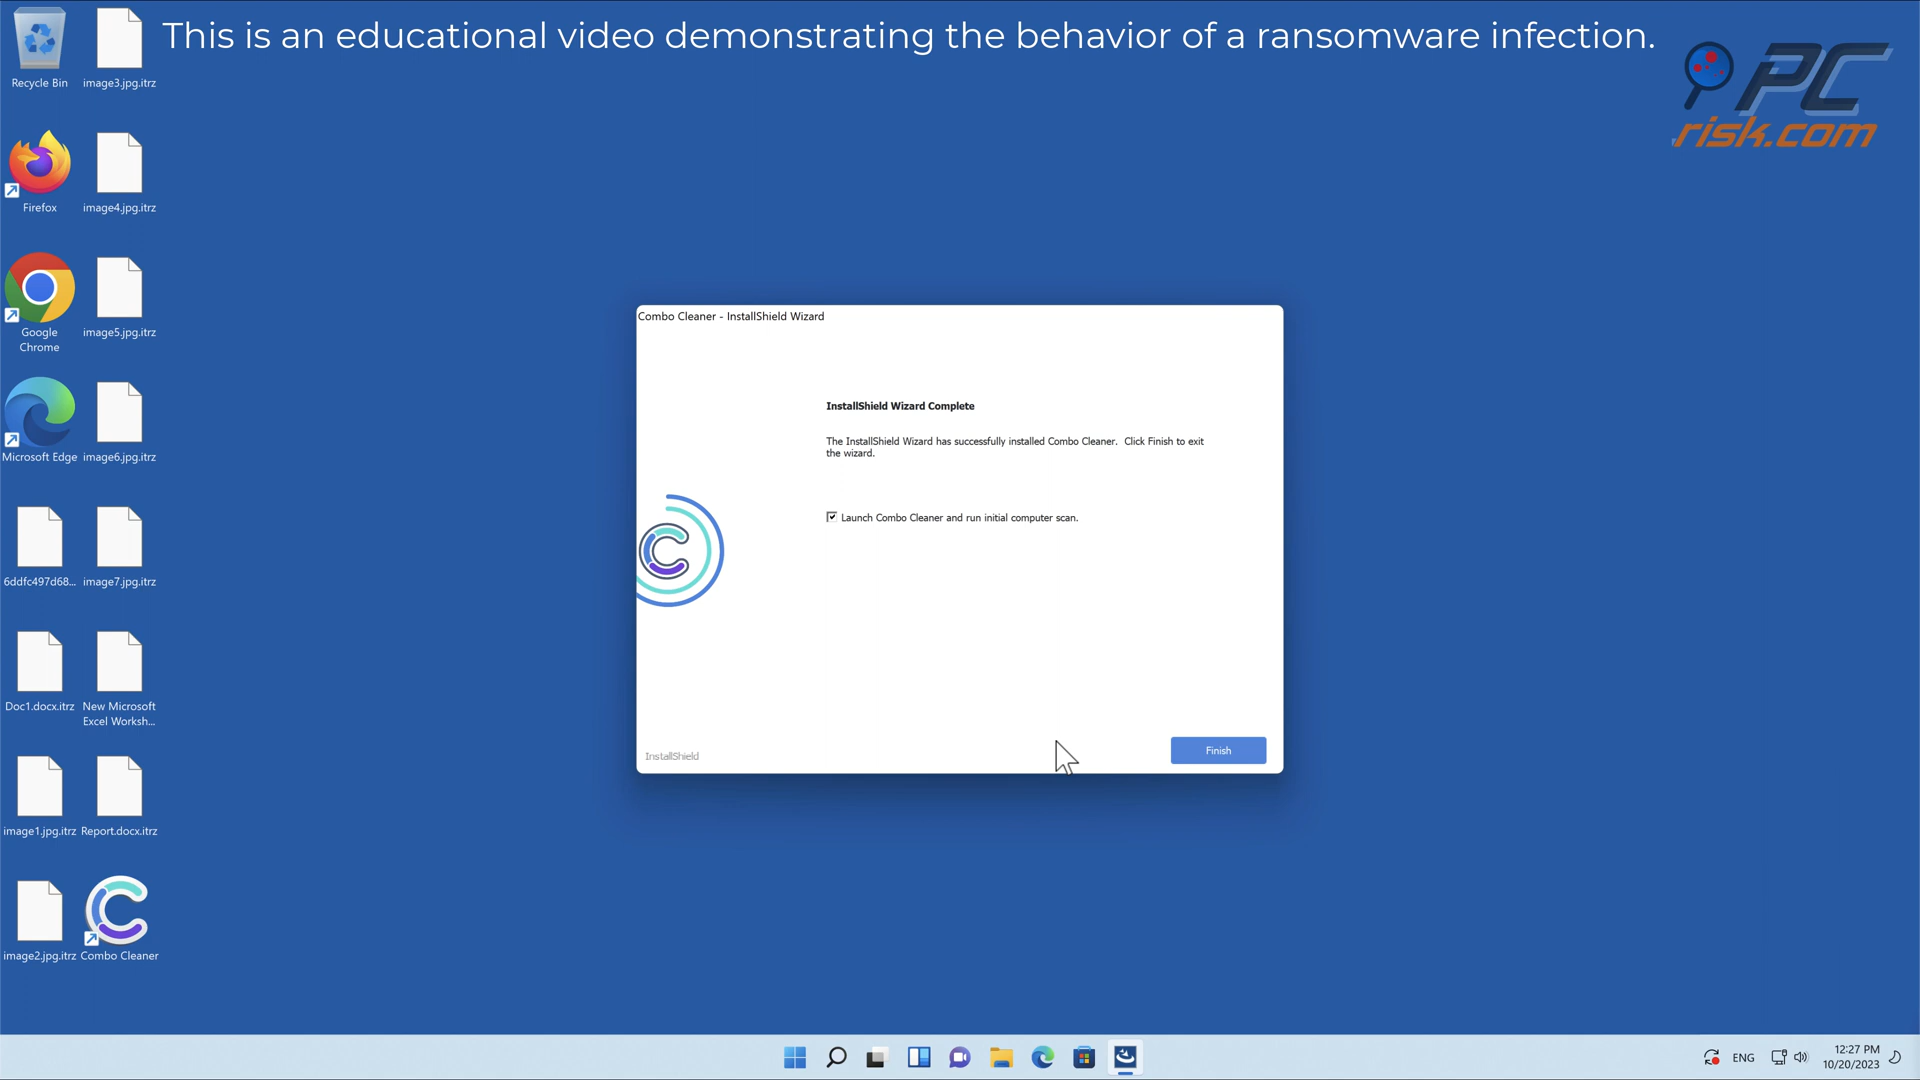 This is an educational video demonstrating the behavior of a ransomware infection.
PC
risk.com
Recycle Bin
image3.jpg.itrz
Firefox
image4.jpg.itrz
Google
Chrome
image5.jpg.itrz
Microsoft Edge
image6.jpg.itrz
6ddfc497d68...
image7.jpg.itrz
Doc1.docx.itrz
New Microsoft
Excel Worksh...
image1.jpg.itrz
Report.docx.itrz
image2.jpg.itrz
Combo Cleaner
Combo Cleaner - InstallShield Wizard
InstallShield Wizard Complete
The InstallShield Wizard has successfully installed Combo Cleaner. Click Finish to exit
the wizard.
Launch Combo Cleaner and run initial computer scan.
InstallShield
Finish
ENG
12:27 PM
10/20/2023